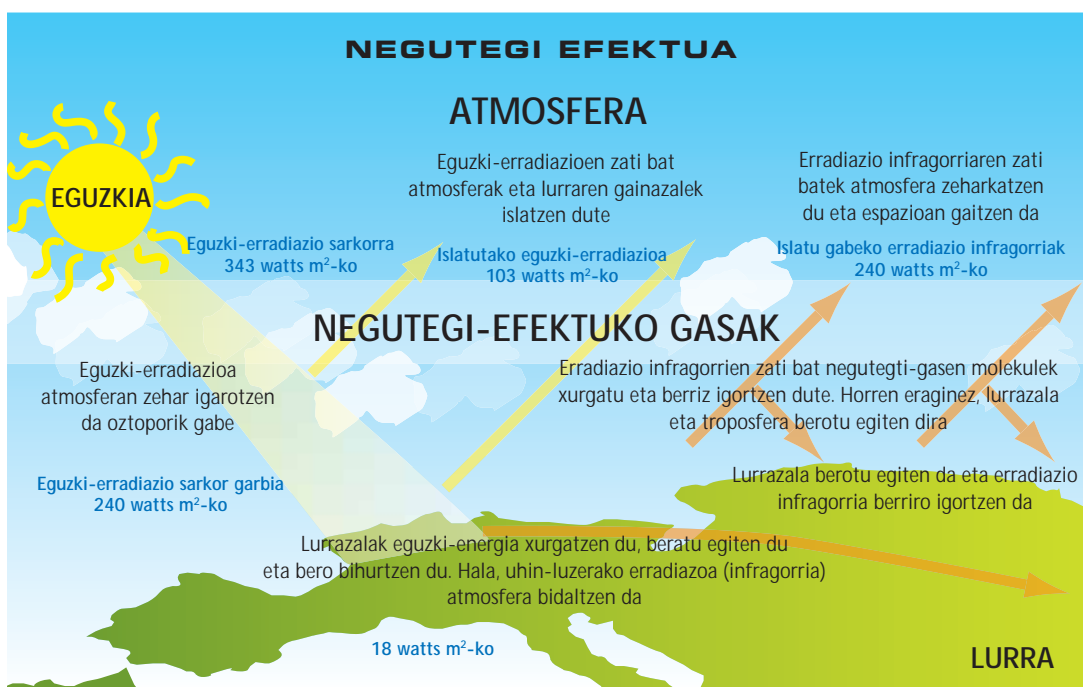 NEGUTEGI EFEKTUA
ATMOSFERA
EGUZKIA
Eguzki-erradiazioen zati bat
atmosferak eta lurraren gainazalek
islatzen dute
Erradiazio infragorriaren zati
batek atmosfera zeharkatzen
du eta espazioan gaitzen da
Eguzki-erradiazio sarkorra
343 watts m²-ko
Islatutako eguzki-erradiazioa
103 watts m²-ko
Islatu gabeko erradiazio infragorriak
240 watts m²-ko
NEGUTEGI-EFEKTUKO GASAK
Eguzki-erradiazioa
atmosferan zehar igarotzen
da oztoporik gabe
Erradiazio infragorrien zati bat negutegti-gasen molekulek
xurgatu eta berriz igortzen dute. Horren eraginez, lurrazala
eta troposfera berotu egiten dira
Eguzki-erradiazio sarkor garbia
240 watts m²-ko
Lurrazala berotu egiten da eta erradiazio
infragorria berriro igortzen da
Lurrazalak eguzki-energia xurgatzen du, beratu egiten du
eta bero bihurtzen du. Hala, uhin-luzerako erradiazoa (infragorria)
atmosfera bidaltzen da
18 watts m²-ko
LURRA